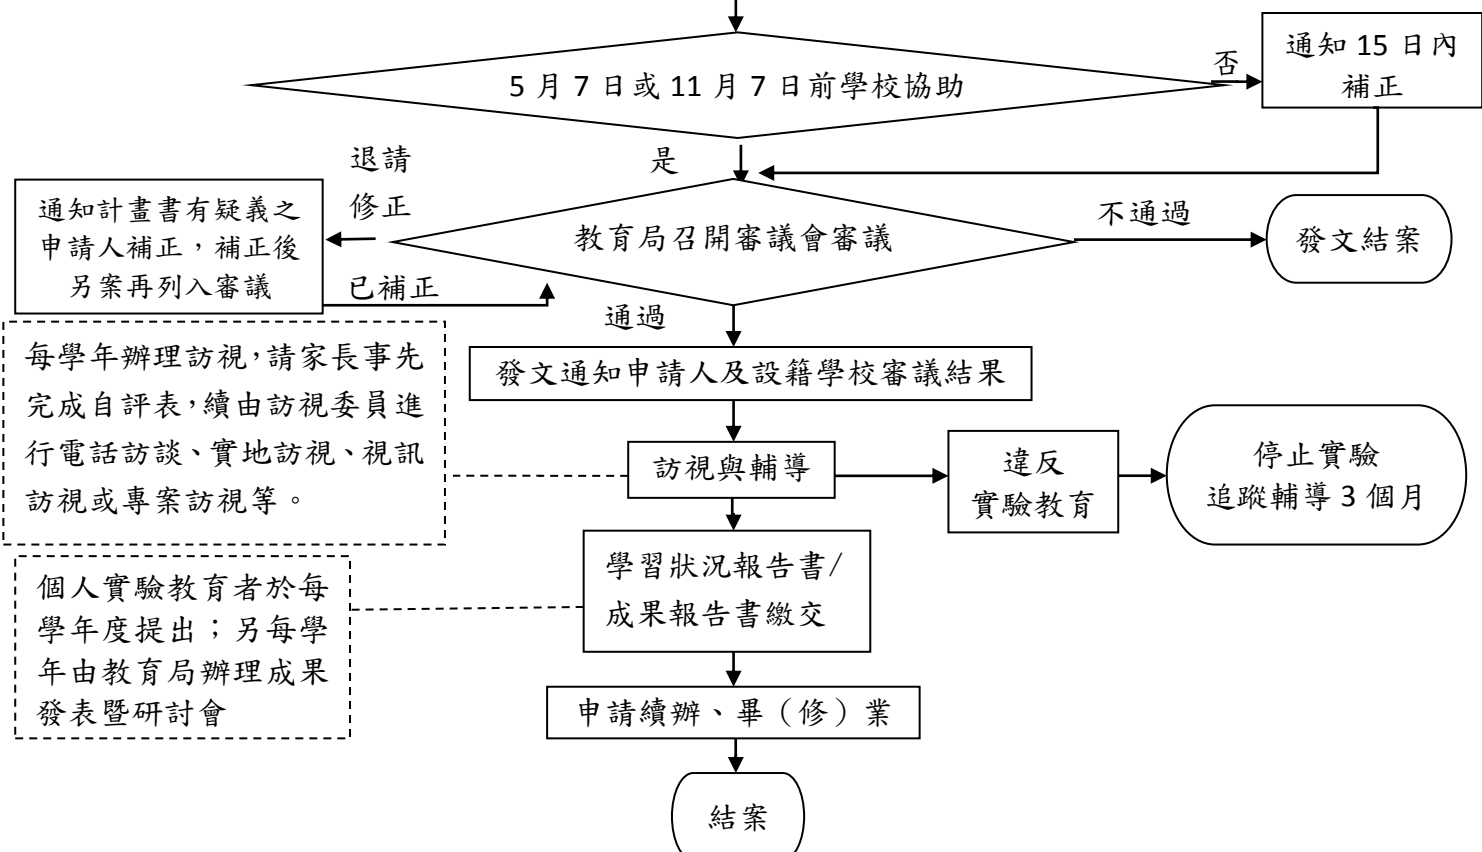 5 月 7 日或 11 月 7 日前學校協助
否
通知 15 日內
補正
是
退請
修正
通知計畫書有疑義之
申請人補正，補正後
另案再列入審議
已補正
教育局召開審議會審議
不通過
發文結案
通過
發文通知申請人及設籍學校審議結果
每學年辦理訪視，請家長事先
完成自評表，續由訪視委員進
行電話訪談、實地訪視、視訊
訪視或專案訪視等。
訪視與輔導
違反
實驗教育
停止實驗
追蹤輔導 3 個月
學習狀況報告書/
成果報告書繳交
個人實驗教育者於每
學年度提出；另每學
年由教育局辦理成果
發表暨研討會
申請續辦、畢（修）業
結案